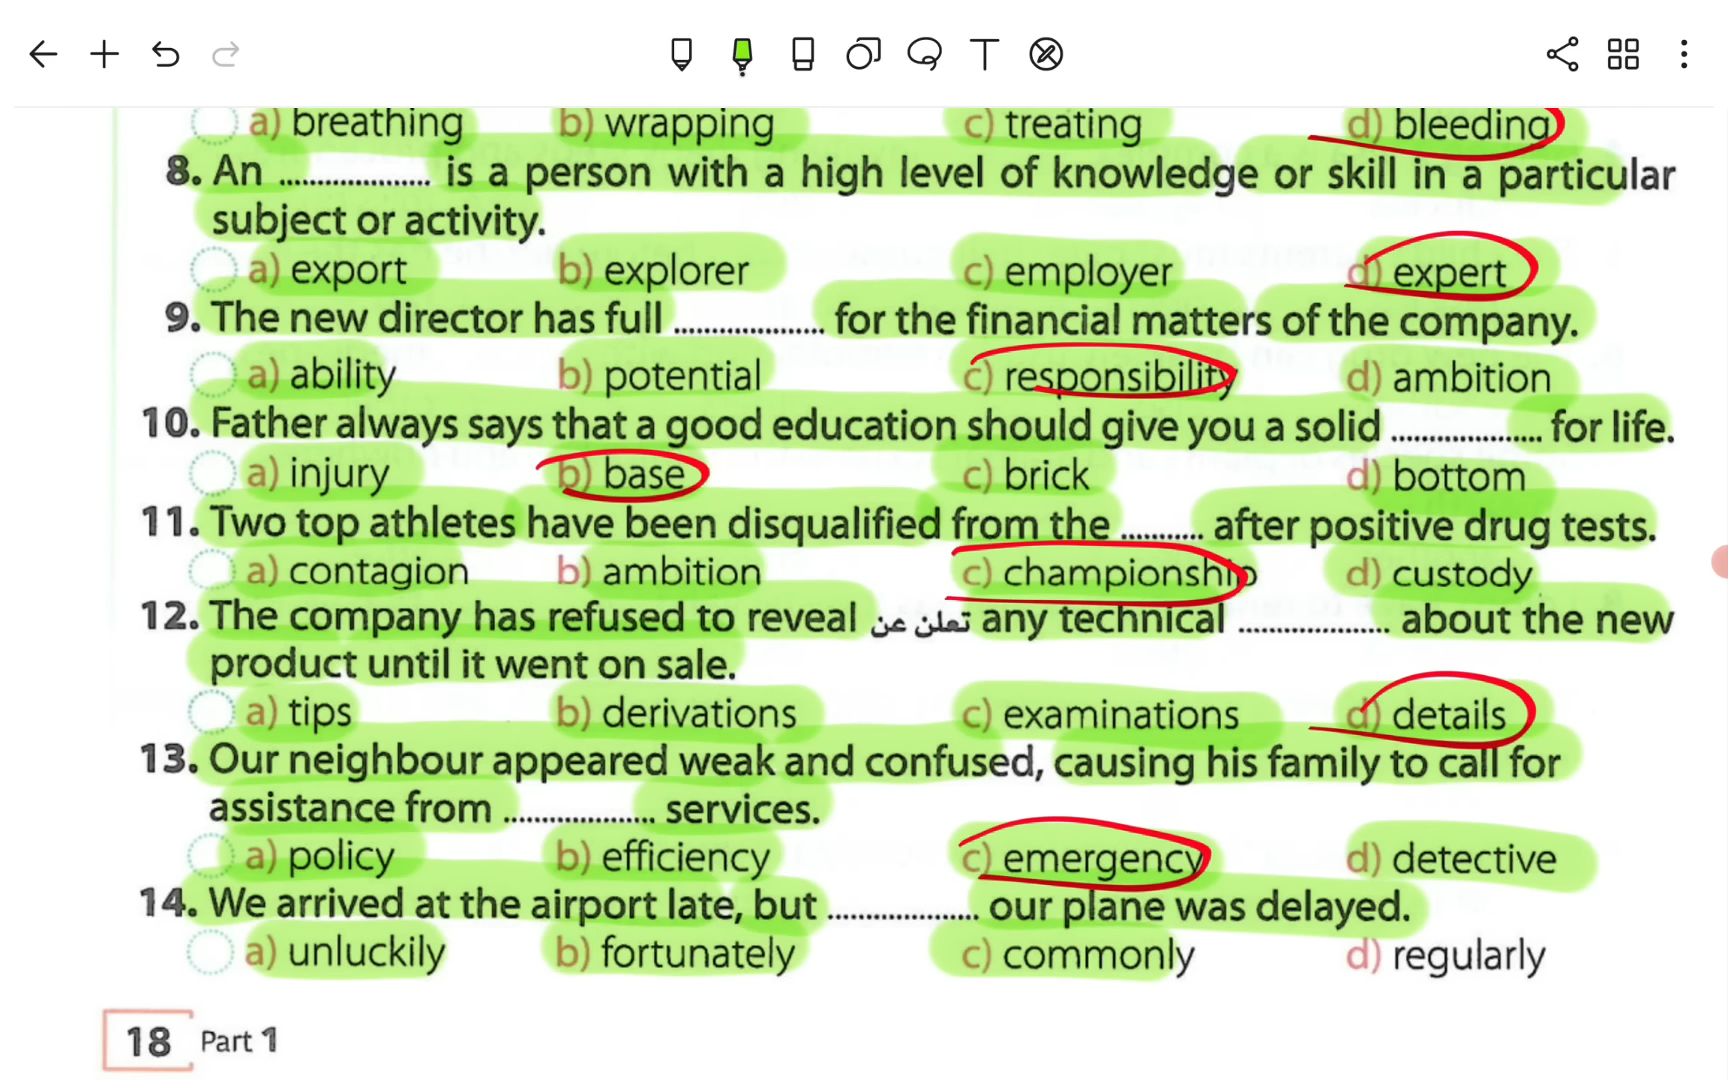 a) breathing b) wrapping c) treating d) bleeding
8. An .................... is a person with a high level of knowledge or skill in a particular
subject or activity.
a) export b) explorer c) employer d) expert
9. The new director has full .................... for the financial matters of the company.
a) ability b) potential c) responsibility d) ambition
10. Father always says that a good education should give you a solid .................... for life.
a) injury b) base c) brick d) bottom
11. Two top athletes have been disqualified from the ........... after positive drug tests.
a) contagion b) ambition c) championship d) custody
12. The company has refused to reveal تعلن عن any technical .................... about the new
product until it went on sale.
a) tips b) derivations c) examinations d) details
13. Our neighbour appeared weak and confused, causing his family to call for
assistance from .................... services.
a) policy b) efficiency c) emergency d) detective
14. We arrived at the airport late, but .................... our plane was delayed.
a) unluckily b) fortunately c) commonly d) regularly
18 Part 1